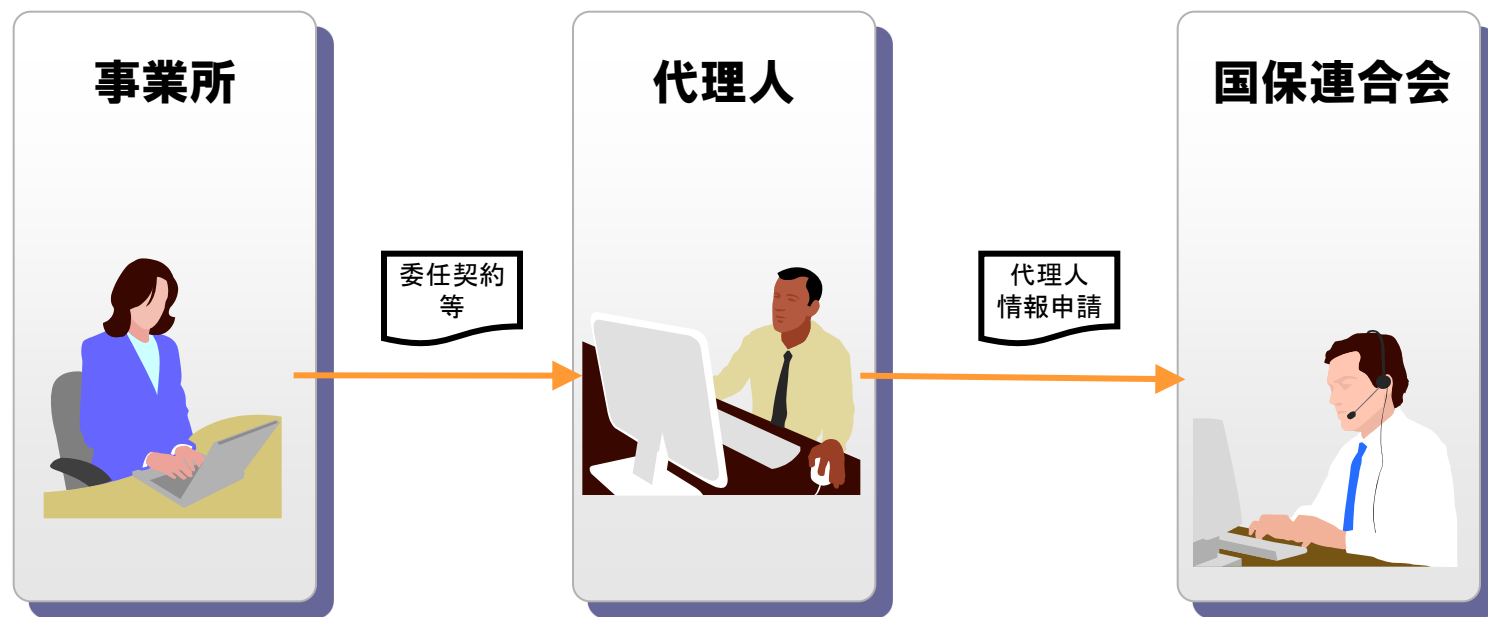 事業所
代理人
国保連合会
委任契約
等
代理人
情報申請